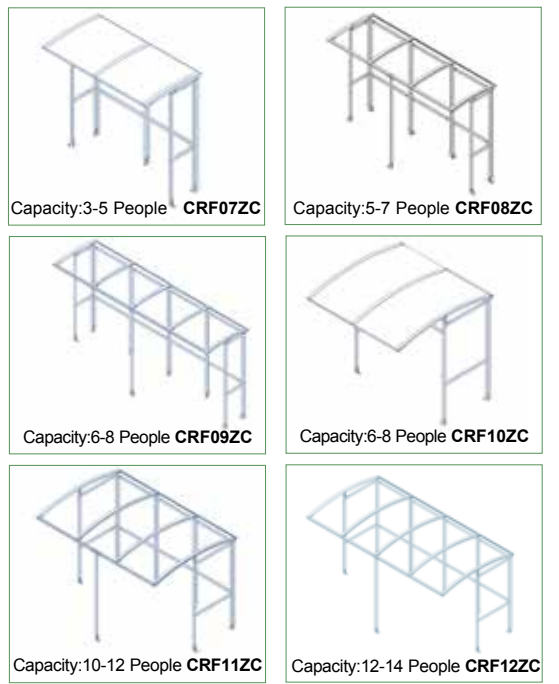 Capacity:3-5 People CRF07ZC
Capacity:5-7 People CRF08ZC
Capacity:6-8 People CRF09ZC
Capacity:6-8 People CRF10ZC
Capacity:10-12 People CRF11ZC
Capacity:12-14 People CRF12ZC